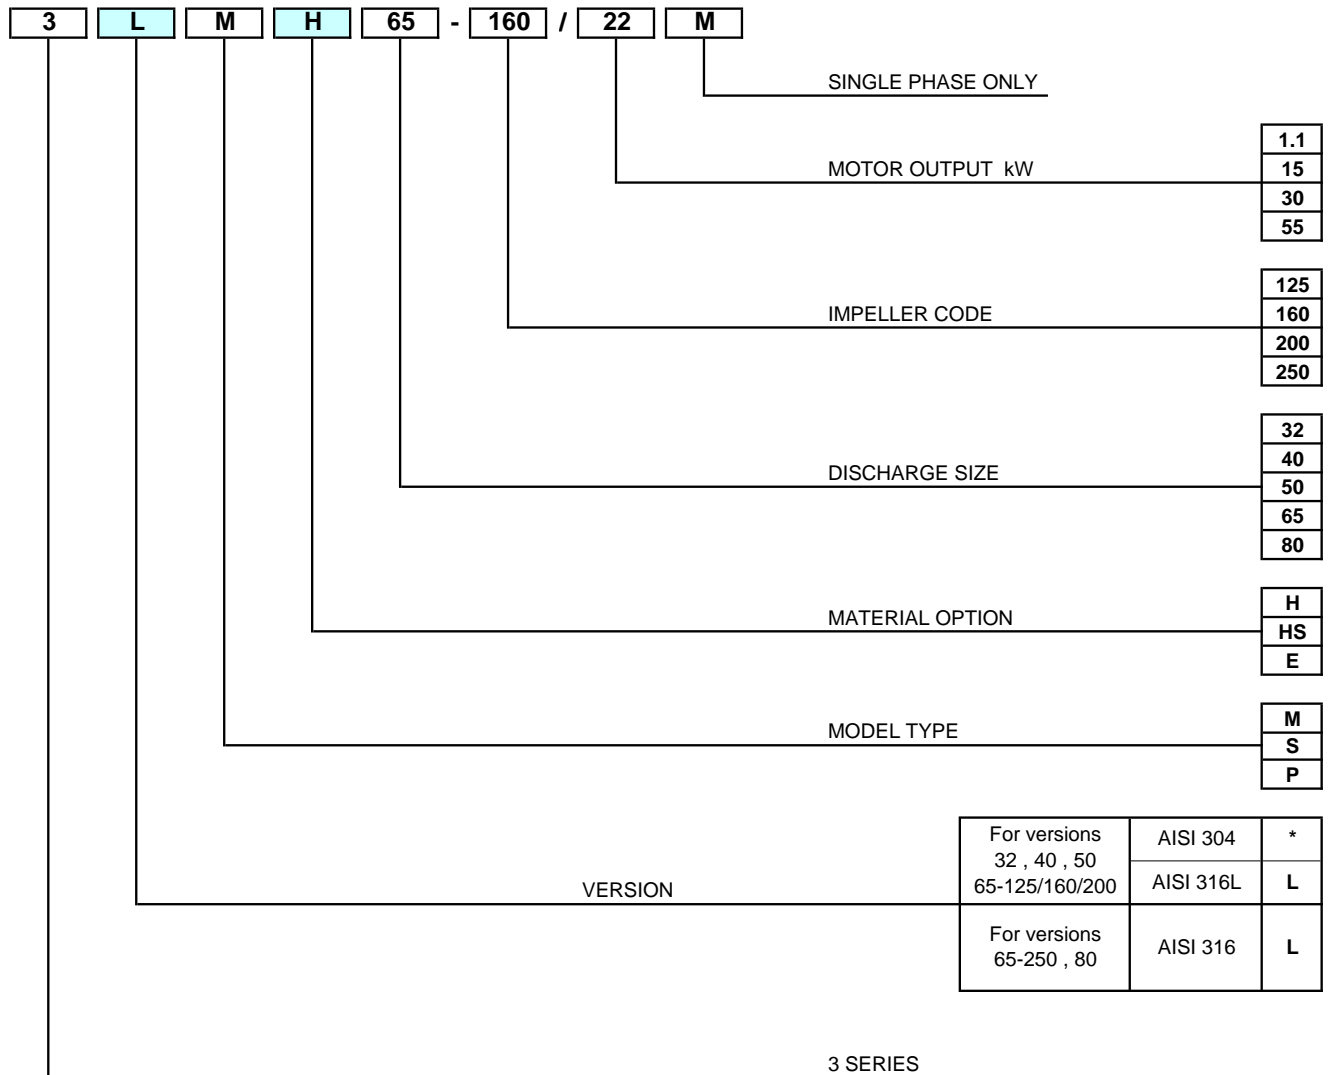 3 L M H 65 - 160 / 22 M
SINGLE PHASE ONLY
MOTOR OUTPUT kW
1.1
15
30
55
IMPELLER CODE
125
160
200
250
DISCHARGE SIZE
32
40
50
65
80
MATERIAL OPTION
H
HS
E
MODEL TYPE
M
S
P
VERSION
For versions
32 , 40 , 50
65-125/160/200
AISI 304 *
AISI 316L L
For versions
65-250 , 80
AISI 316 L
3 SERIES